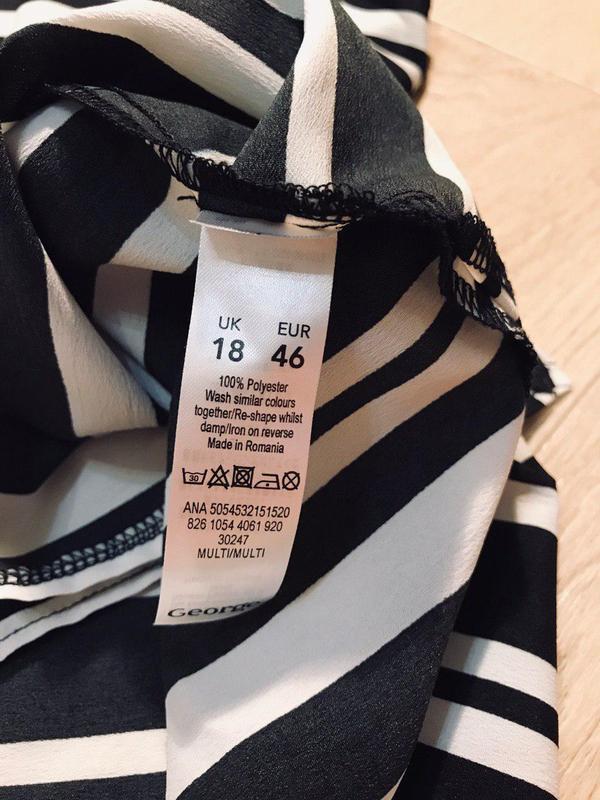 UK EUR
18 46
100% Polyester
Wash similar colours
together/Re-shape whilst
damp/Iron on reverse
Made in Romania
30
ANA 5054532151520
826 1054 4061 920
30247
MULTI/MULTI
George